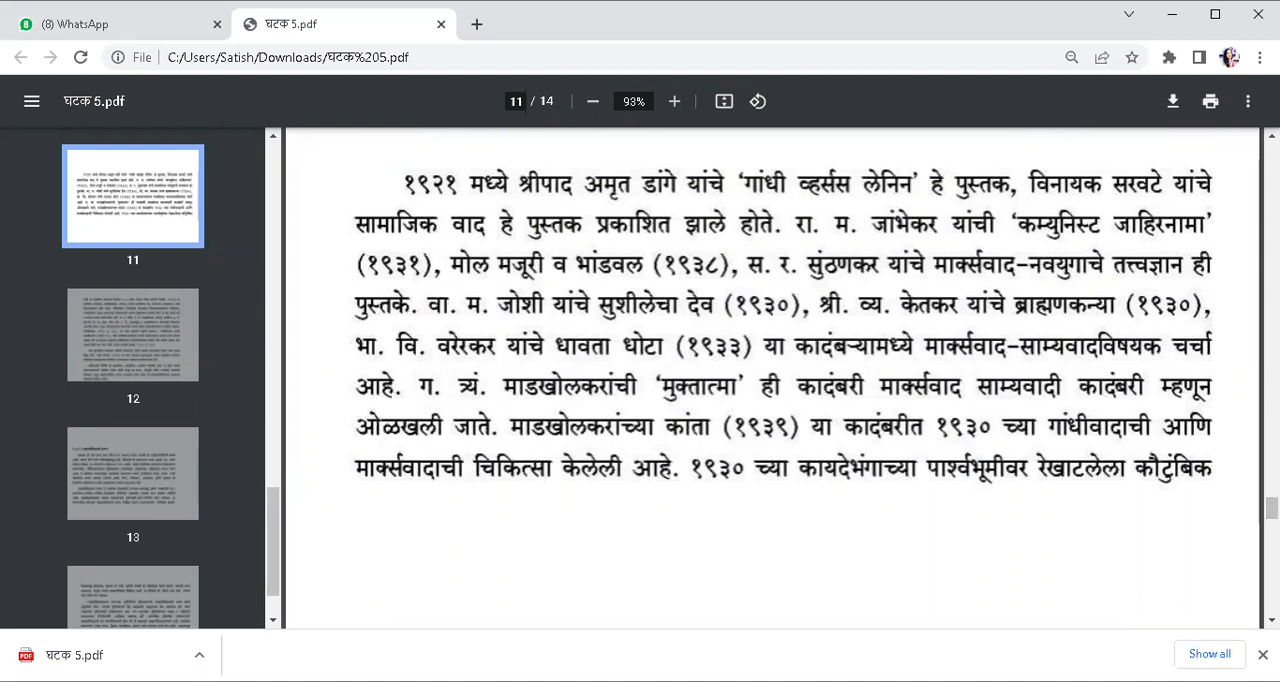 (8) WhatsApp
घटक 5.pdf
File
C:/Users/Satish/Downloads/घटक%205.pdf
घटक 5.pdf
11 / 14
93%
१९२१ मध्ये श्रीपाद अमृत डांगे यांचे ‘गांधी व्हर्सस लेनिन’ हे पुस्तक, विनायक सरवटे यांचे
सामाजिक वाद हे पुस्तक प्रकाशित झाले होते. रा. म. जांभेकर यांची ‘कम्युनिस्ट जाहिरनामा’
(१९३१), मोल मजूरी व भांडवल (१९३८), स. र. सुंठणकर यांचे मार्क्सवाद-नवयुगाचे तत्त्वज्ञान ही
पुस्तके. वा. म. जोशी यांचे सुशीलेचा देव (१९३०), श्री. व्य. केतकर यांचे ब्राह्मणकन्या (१९३०),
भा. वि. वरेरकर यांचे धावता धोटा (१९३३) या कादंबऱ्यांमध्ये मार्क्सवाद-साम्यवादविषयक चर्चा
आहे. ग. त्र्यं. माडखोलकरांची ‘मुक्तात्मा’ ही कादबरी मार्क्सवाद साम्यवादी कादंबरी म्हणून
ओळखली जाते. माडखोलकरांच्या कांता (१९३९) या कादंबरीत १९३० च्या गांधीवादाची आणि
मार्क्सवादाची चिकित्सा केलेली आहे. १९३० च्या कायदेभंगाच्या पार्श्वभूमीवर रेखाटलेला कौटुंबिक
11
12
13
घटक 5.pdf
Show all